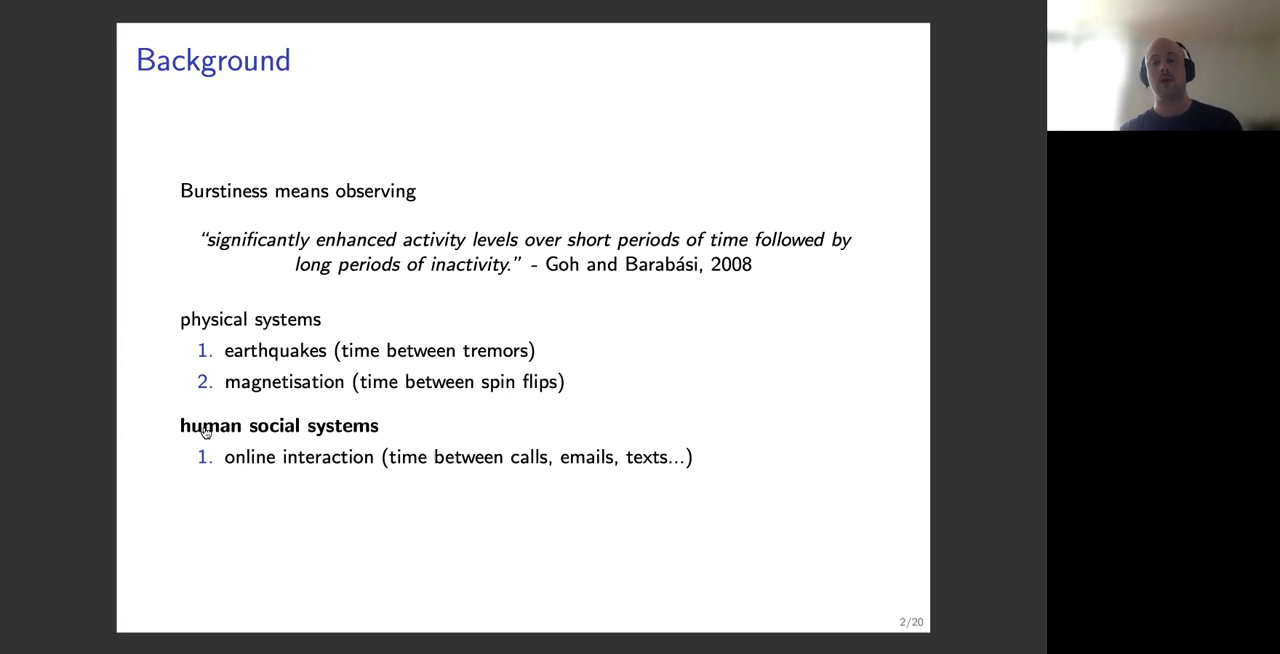 Background
Burstiness means observing
“significantly enhanced activity levels over short periods of time followed by
long periods of inactivity.” - Goh and Barabási, 2008
physical systems
1. earthquakes (time between tremors)
2. magnetisation (time between spin flips)
human social systems
1. online interaction (time between calls, emails, texts...)
2/20